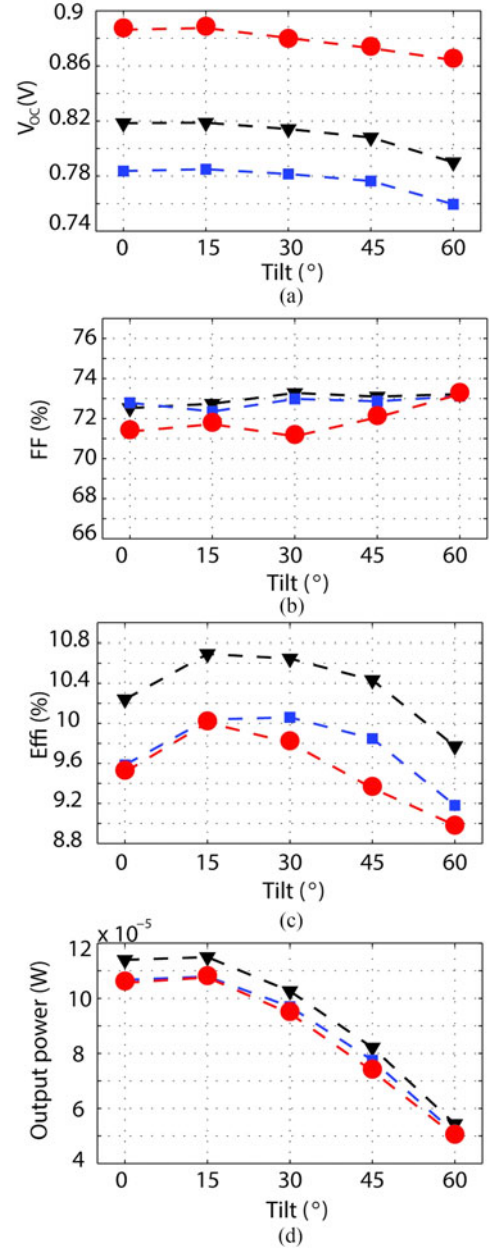 0.9
0.86
0.82
0.78
0.74
V_OC(V)
0 15 30 45 60
Tilt (°)
(a)
76
74
72
70
68
66
FF (%)
0 15 30 45 60
Tilt (°)
(b)
10.8
10.4
10
9.6
9.2
8.8
Effi (%)
0 15 30 45 60
Tilt (°)
(c)
x 10⁻⁵
12
10
8
6
4
Output power (W)
0 15 30 45 60
Tilt (°)
(d)